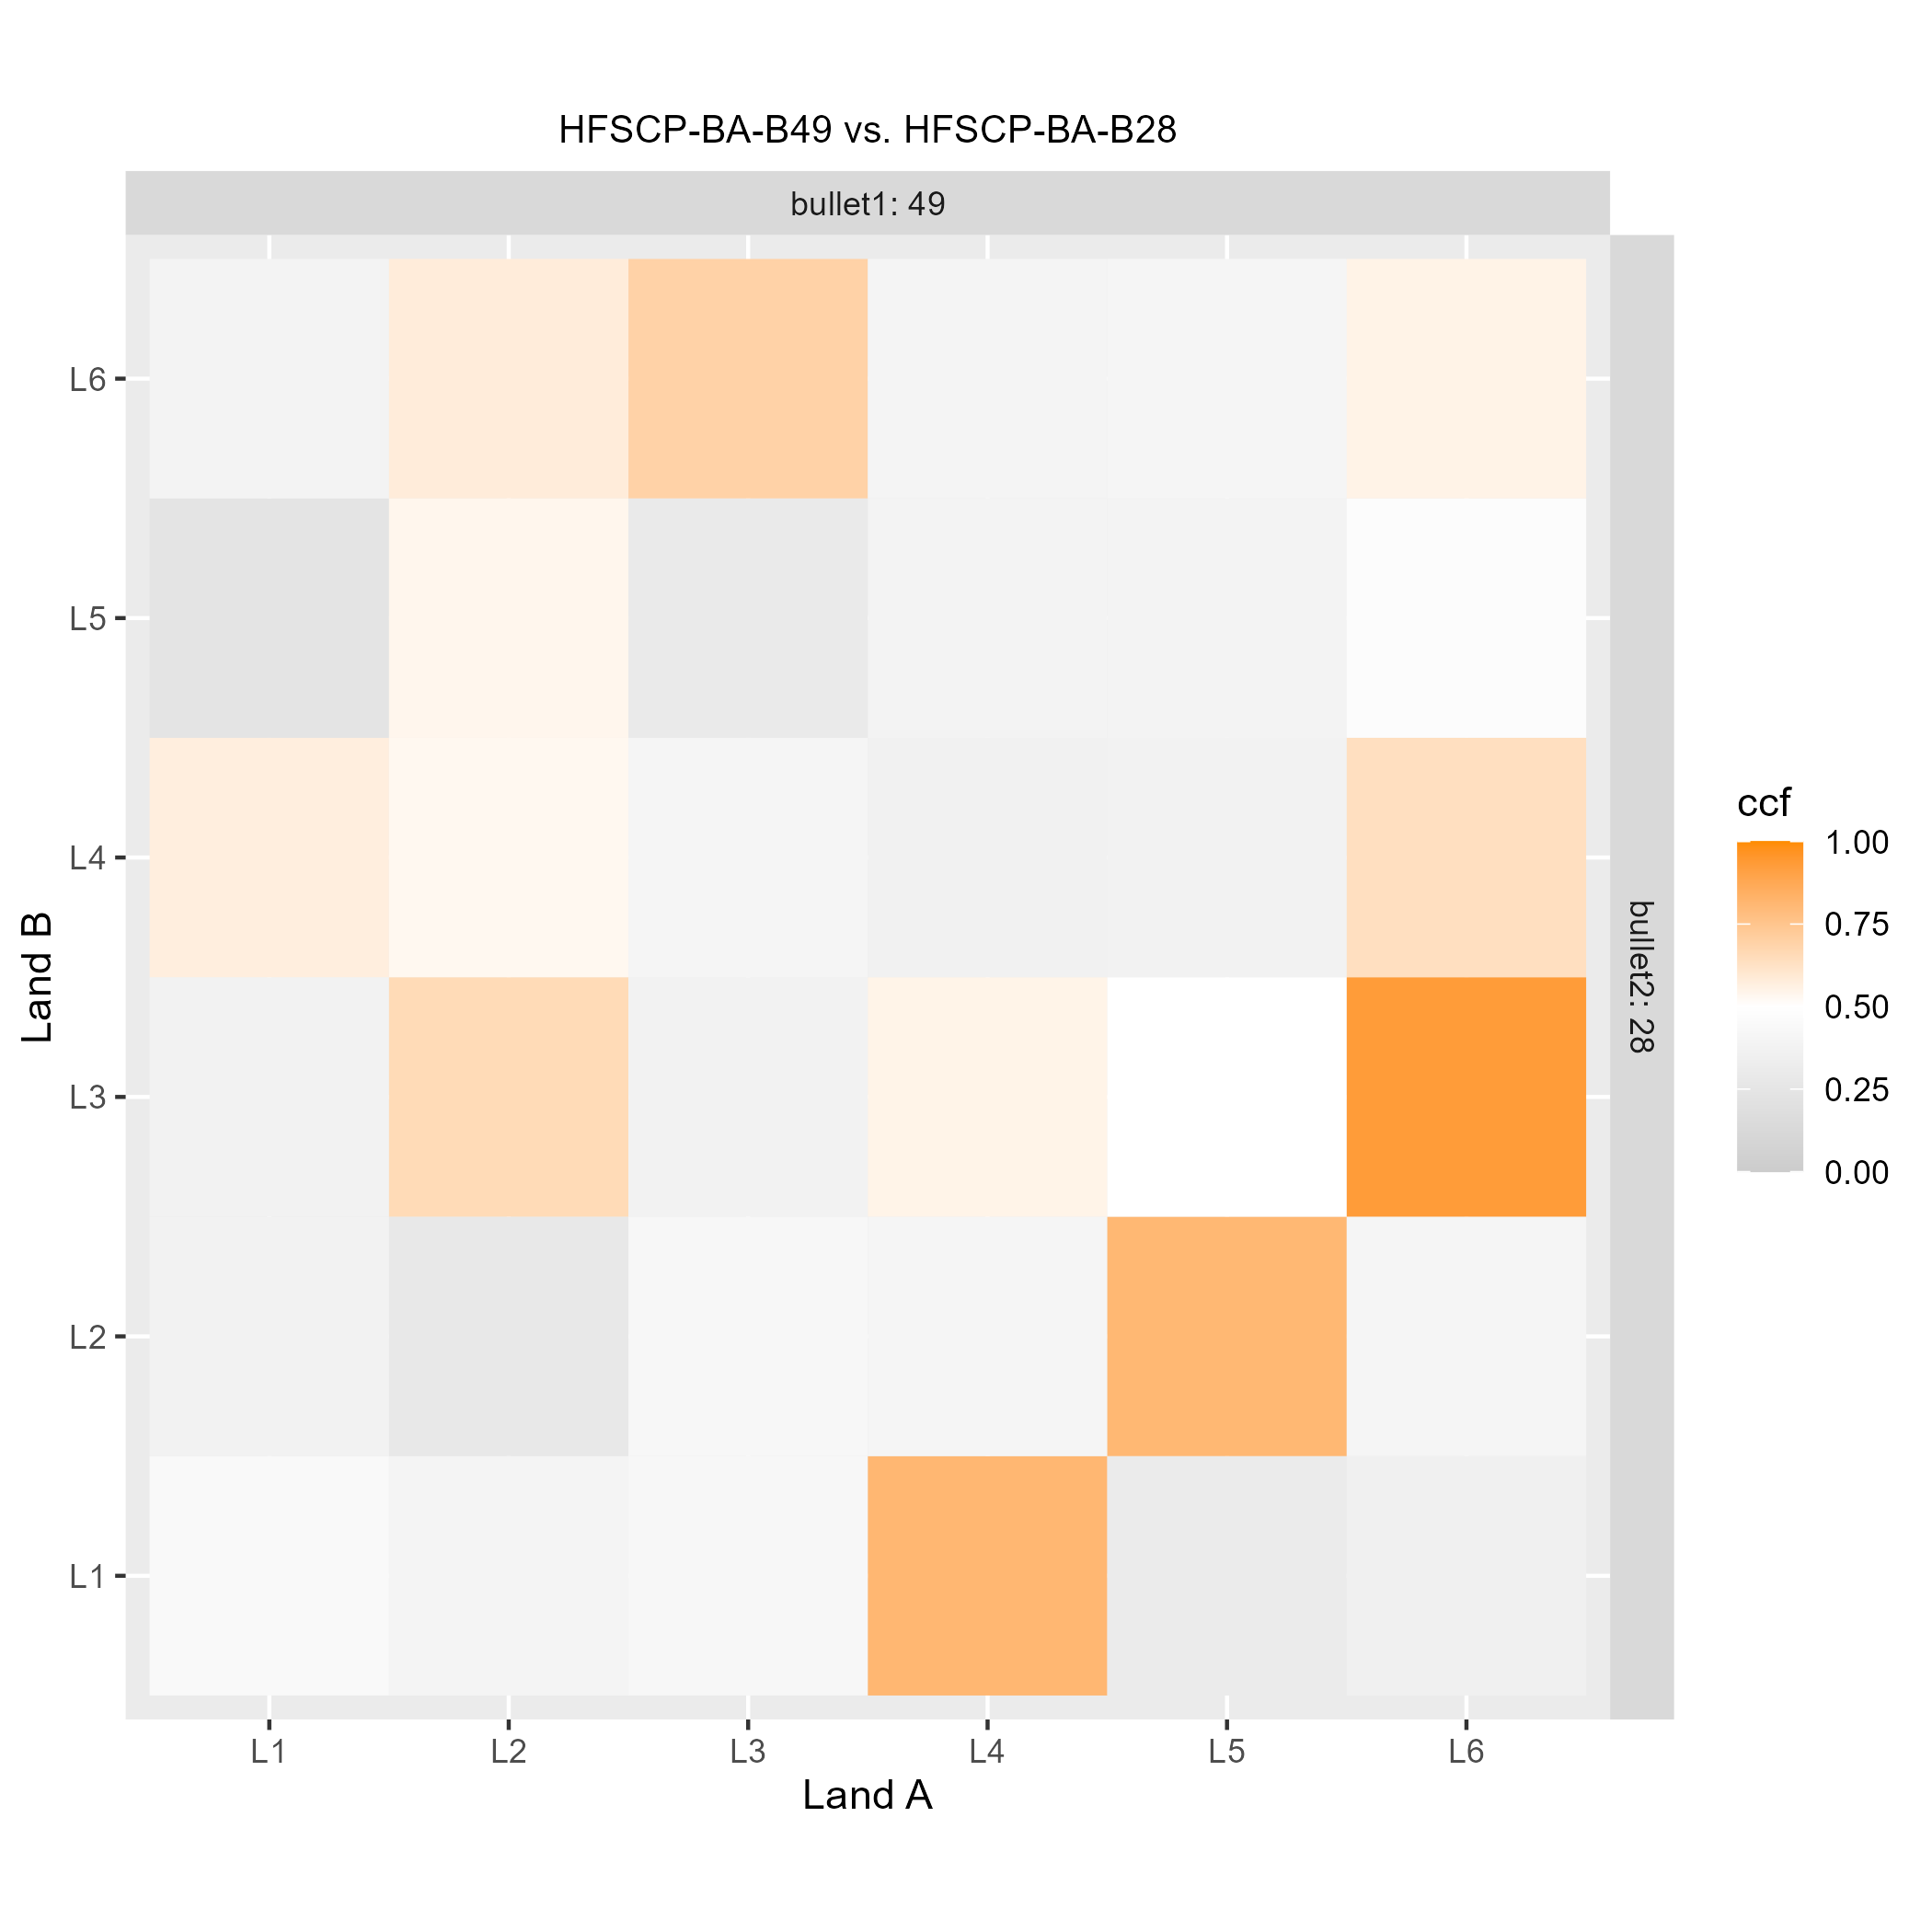 HFSCP-BA-B49 vs. HFSCP-BA-B28
bullet1: 49
L6
L5
L4
L3
L2
L1
Land B
bullet2: 28
L1 L2 L3 L4 L5 L6
Land A
ccf
1.00
0.75
0.50
0.25
0.00